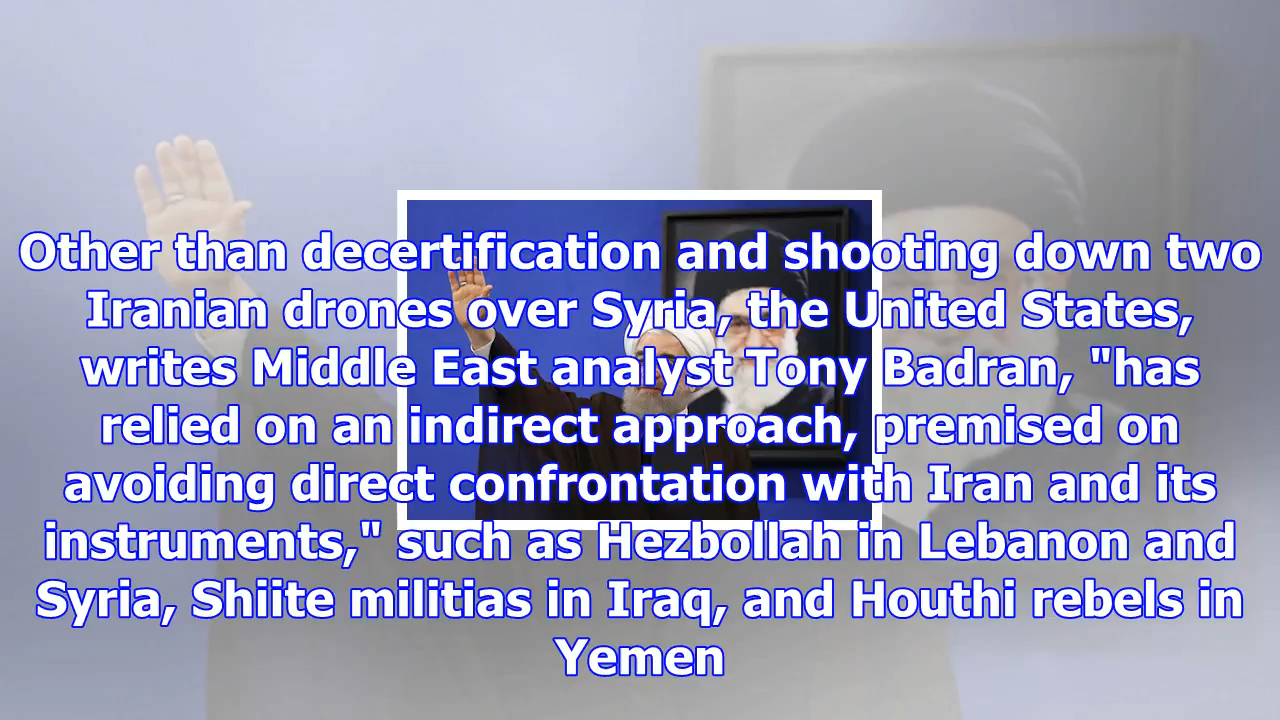 Other than decertification and shooting down two
Iranian drones over Syria, the United States,
writes Middle East analyst Tony Badran, "has
relied on an indirect approach, premised on
avoiding direct confrontation with Iran and its
instruments," such as Hezbollah in Lebanon and
Syria, Shiite militias in Iraq, and Houthi rebels in
Yemen